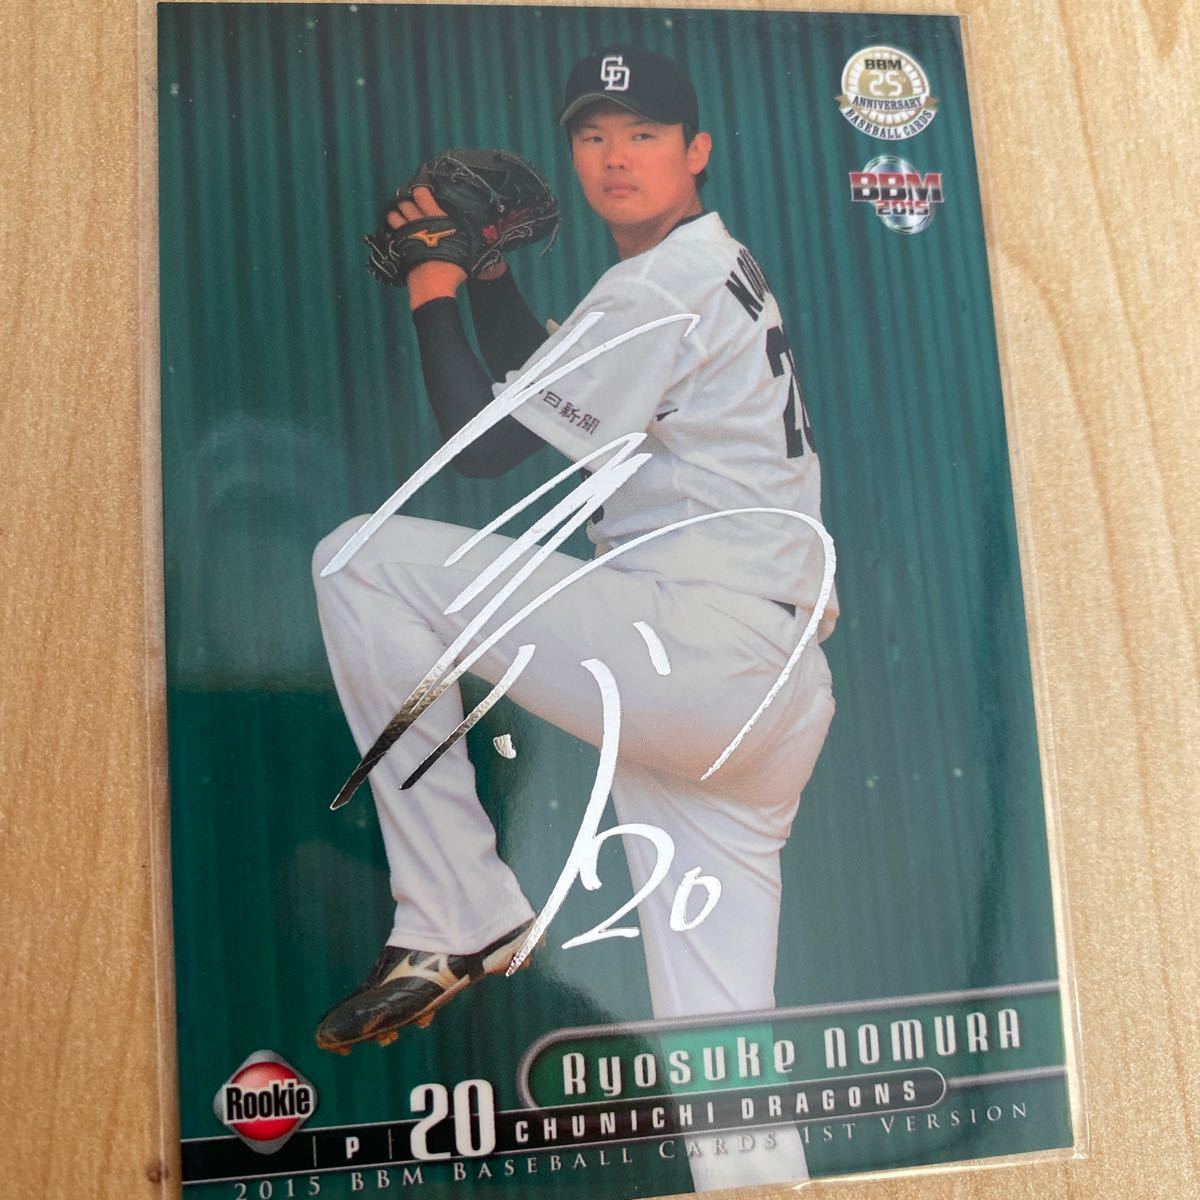 GD
BBM
25th
ANNIVERSARY
BASEBALL CARDS
BBM
2015
日新聞
20
Ryosuke NOMURA
Rookie
P
20
CHUNICHI DRAGONS
2015 BBM BASEBALL CARDS 1ST VERSION